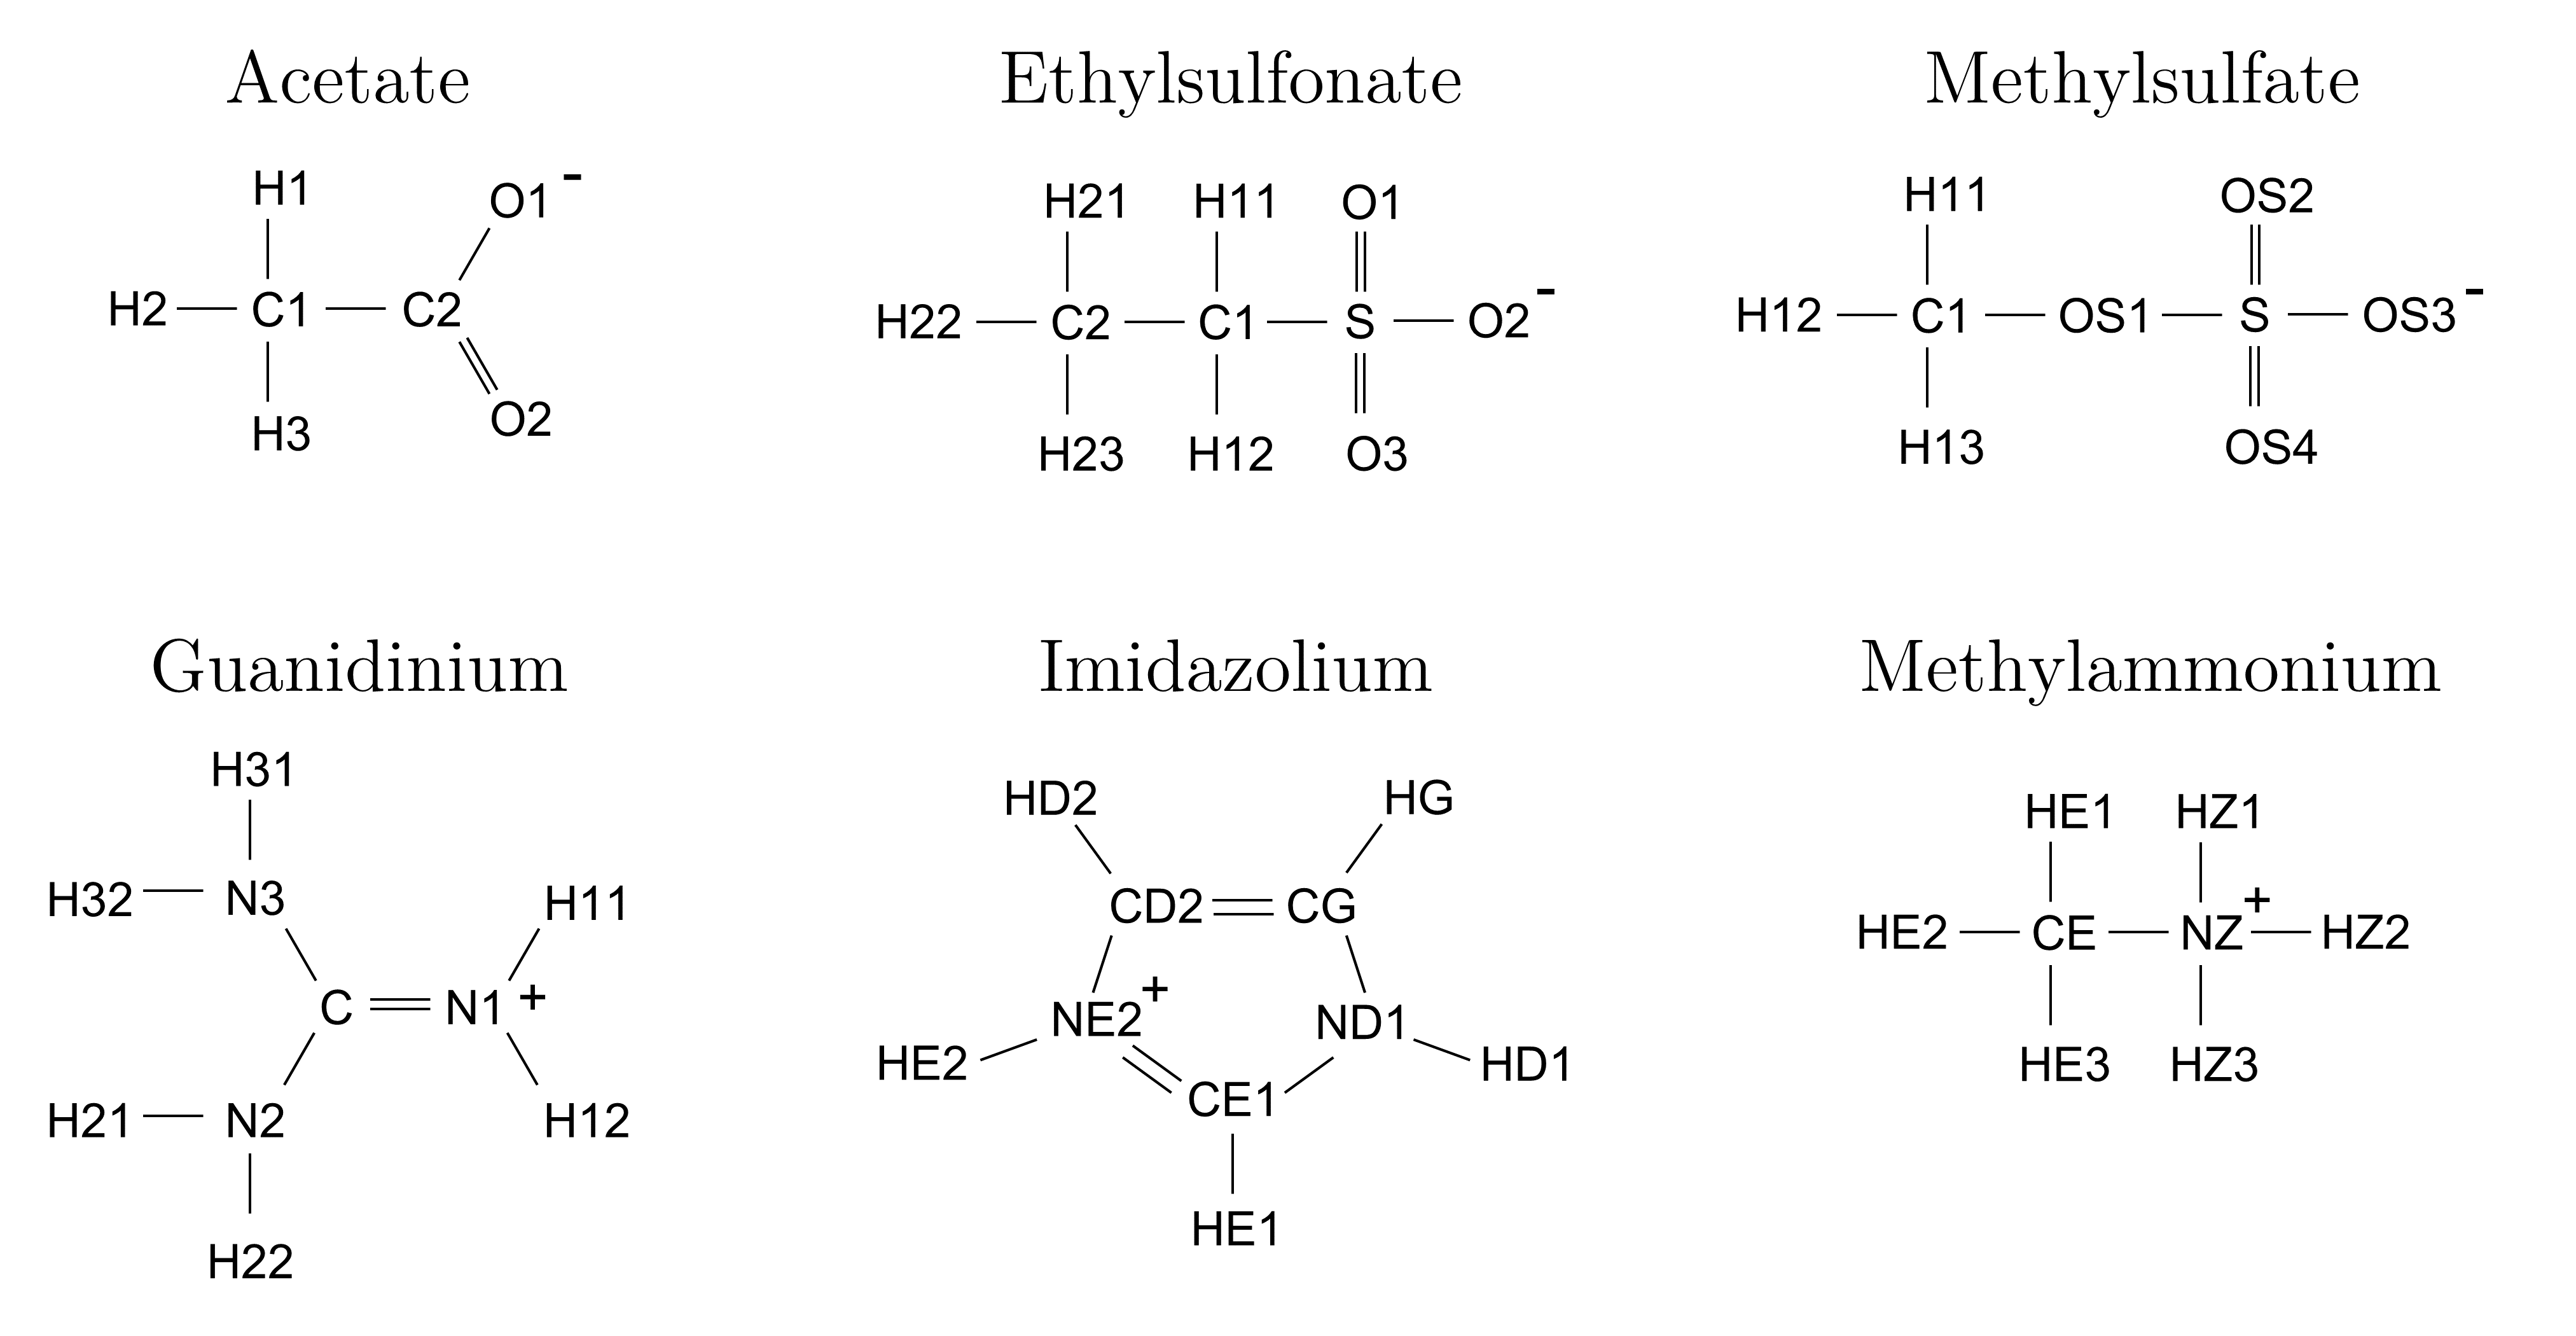 Acetate
H1
O1 -
H2 C1 C2
H3
O2
Ethylsulfonate
H21 H11 O1
H22 C2 C1 S O2 -
H23 H12 O3
Methylsulfate
H11 OS2
H12 C1 OS1 S OS3 -
H13 OS4
Guanidinium
H31
H32 N3 H11
C N1 +
H21 N2 H12
H22
Imidazolium
HD2 HG
CD2 CG
NE2 + ND1
HE2 HD1
CE1
HE1
Methylammonium
HE1 HZ1
HE2 CE NZ + HZ2
HE3 HZ3